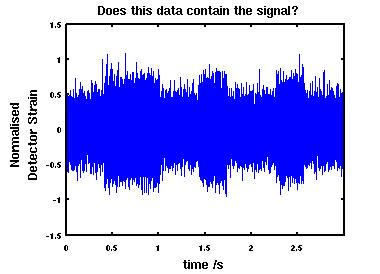 Does this data contain the signal?
1.5
1
0.5
0
-0.5
-1
-1.5
Normalised
Detector Strain
0 0.5 1 1.5 2 2.5
time /s